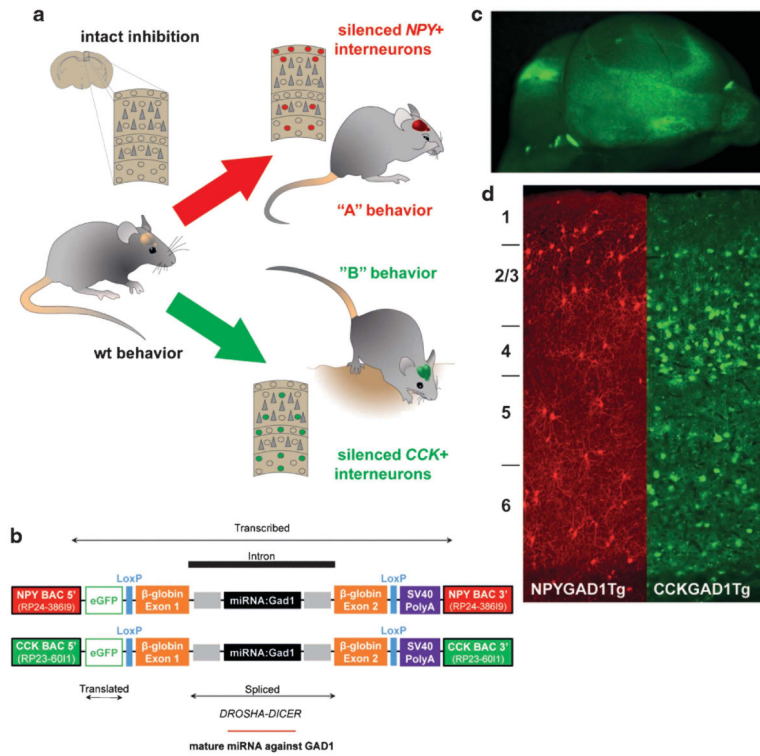 a
intact inhibition
silenced NPY+
interneurons
"A" behavior
"B" behavior
wt behavior
silenced CCK+
interneurons
b
Transcribed
Intron
LoxP
LoxP
NPY BAC 5'
(RP24-386I9)
eGFP
β-globin
Exon 1
miRNA:Gad1
β-globin
Exon 2
SV40
PolyA
NPY BAC 3'
(RP24-386I9)
LoxP
LoxP
CCK BAC 5'
(RP23-60I1)
eGFP
β-globin
Exon 1
miRNA:Gad1
β-globin
Exon 2
SV40
PolyA
CCK BAC 3'
(RP23-60I1)
Translated
Spliced
DROSHA-DICER
mature miRNA against GAD1
c
d
1
2/3
4
5
6
NPYGAD1Tg
CCKGAD1Tg